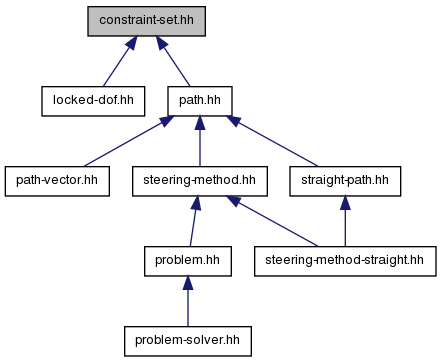 constraint-set.hh
locked-dof.hh
path.hh
path-vector.hh
steering-method.hh
straight-path.hh
problem.hh
steering-method-straight.hh
problem-solver.hh